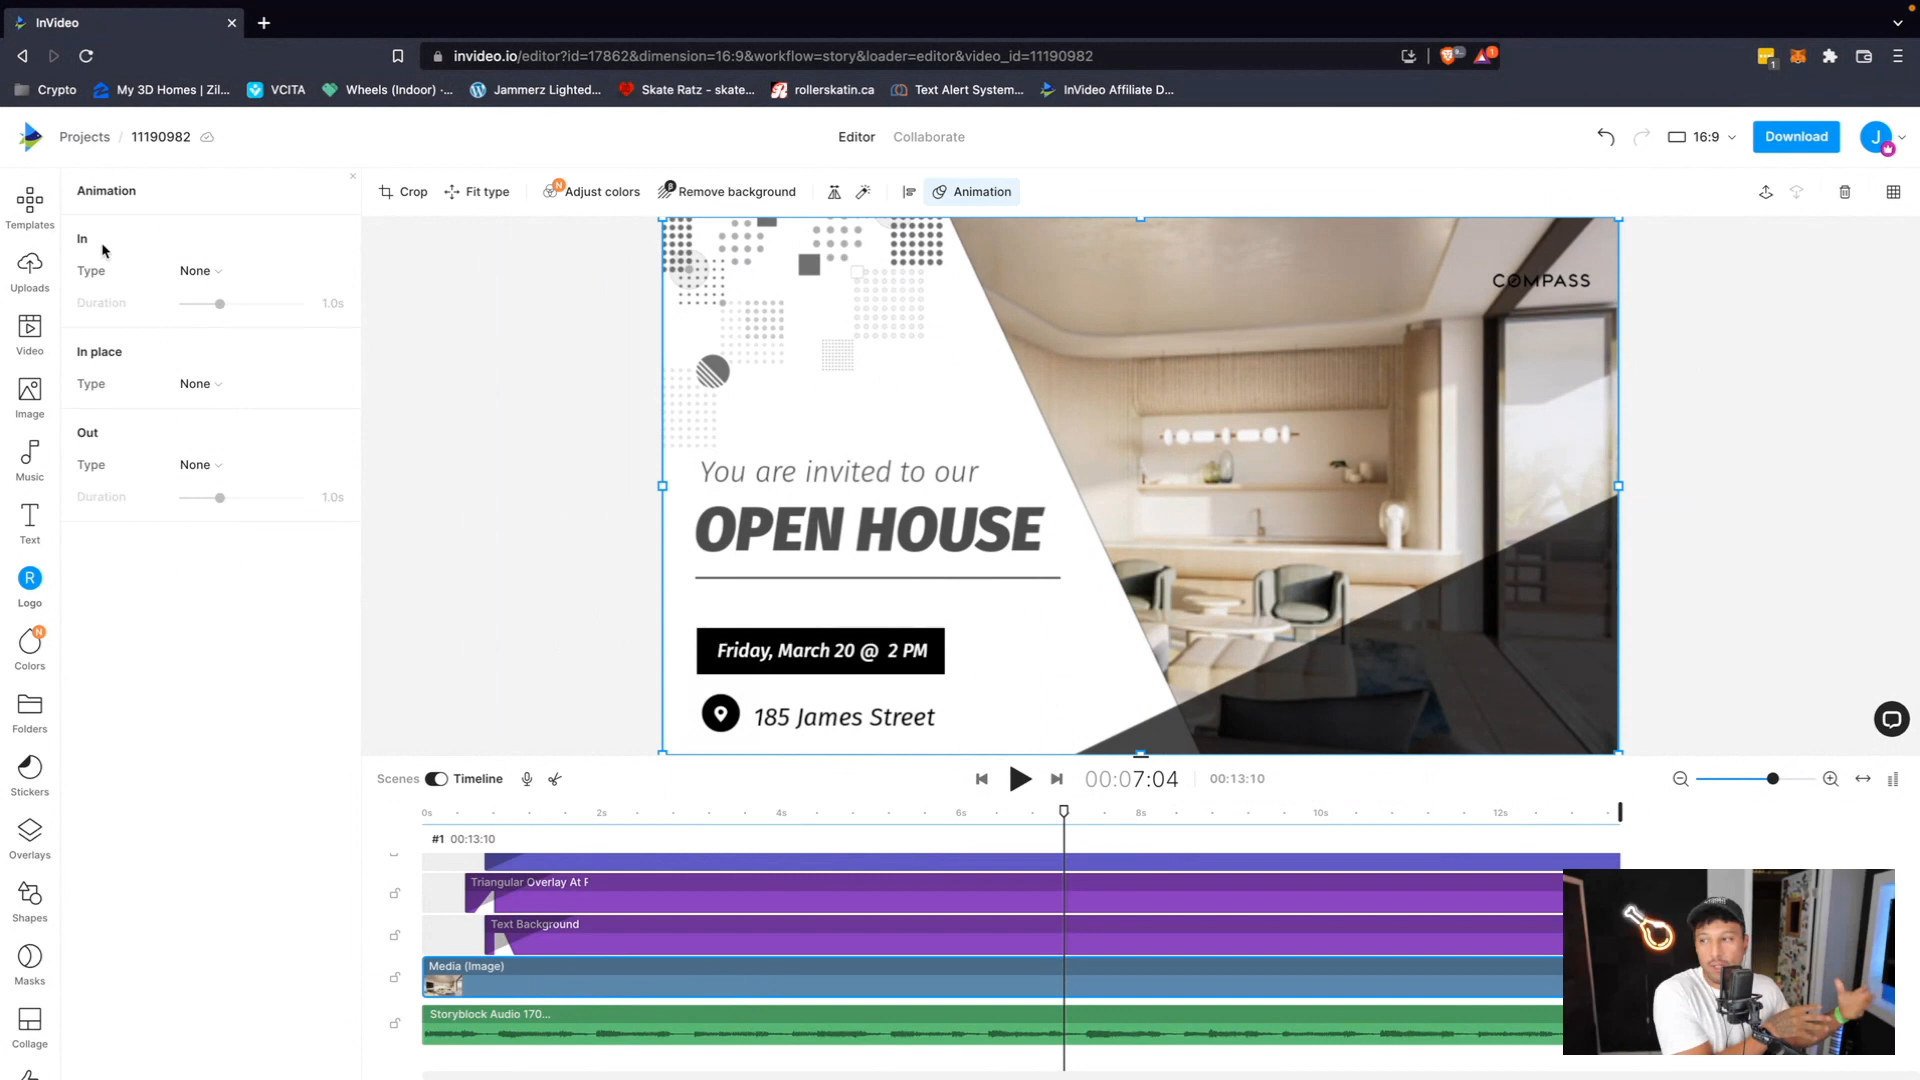 InVideo
invideo.io/editor?id=17862&dimension=16:9&workflow=story&loader=editor&video_id=11190982
1
1
Crypto
My 3D Homes | Zil...
VCITA
Wheels (Indoor) -...
Jammerz Lighted...
Skate Ratz - skate...
rollerskatin.ca
Text Alert System...
InVideo Affiliate D...
Projects / 11190982
Editor
Collaborate
16:9
Download
J
Templates
Uploads
Video
Image
Music
Text
R
Logo
N
Colors
Folders
Stickers
Overlays
Shapes
Masks
Collage
Animation
In
Type None
Duration 1.0s
In place
Type None
Out
Type None
Duration 1.0s
Crop
Fit type
N
Adjust colors
Remove background
Animation
COMPASS
You are invited to our
OPEN HOUSE
Friday, March 20 @ 2 PM
185 James Street
Scenes
Timeline
00:07:04
00:13:10
0s 2s 4s 6s 8s 10s 12s
#1 00:13:10
Triangular Overlay At F
Text Background
Media (Image)
Storyblock Audio 170...